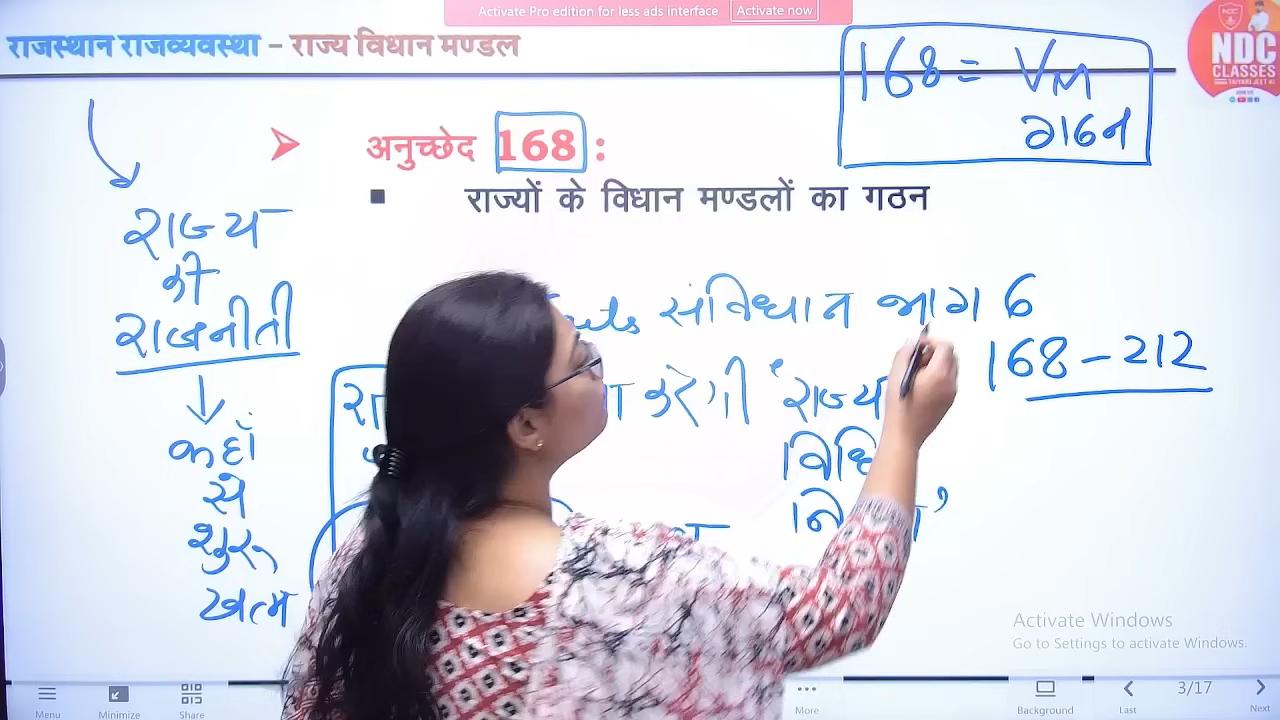 Activate Pro edition for less ads interface Activate now
राजस्थान राजव्यवस्था – राज्य विधान मण्डल
168 = VM
गठन
NDC
CLASSES
अनुच्छेद 168 :
राज्यों के विधान मण्डलों का गठन
राज्य
की
राजनीती
कहाँ
से
शुरू
खत्म
संविधान भाग 6
168 – 212
करेगी 'राज्य
Activate Windows
Go to Settings to activate Windows.
Menu
Minimize
Share
More
Background
Last
3/17
Next